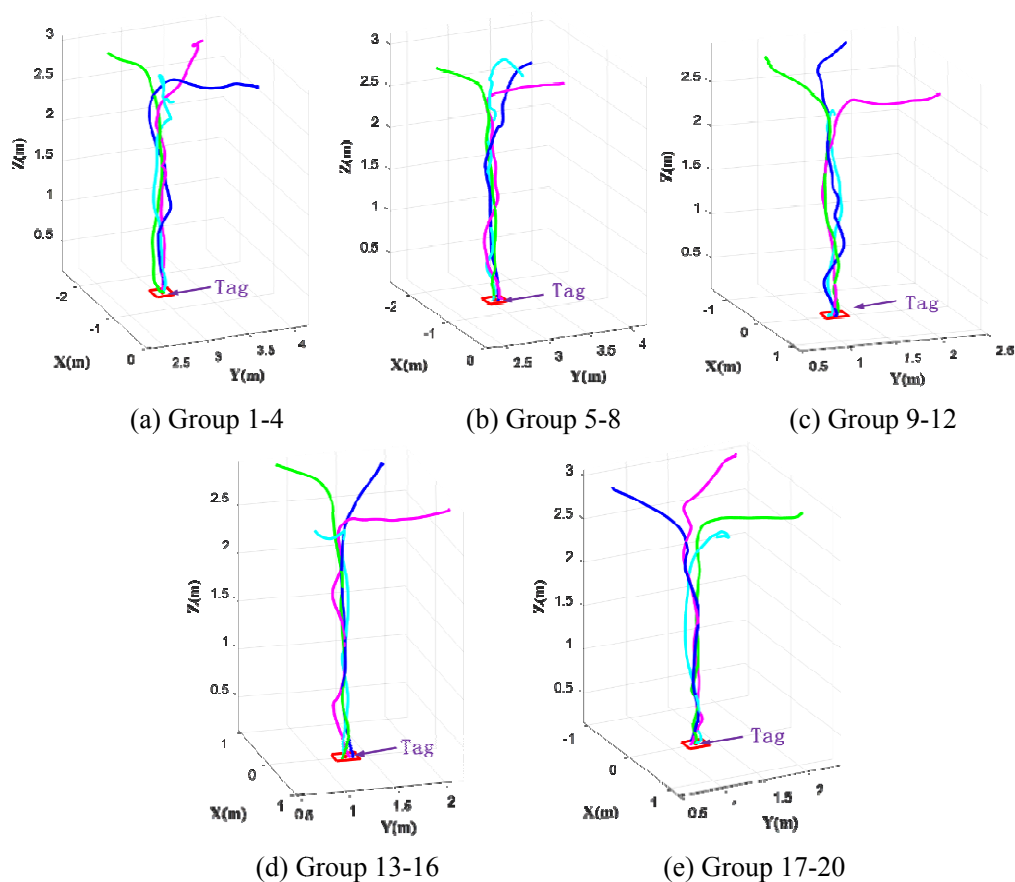 3
2.5
2
1.5
1
0.5
Z(m)
-2
-1
0
X(m)
2.5
3
3.5
4
Y(m)
Tag
(a) Group 1-4
3
2.5
2
1.5
1
0.5
Z(m)
-2
-1
0
X(m)
2.5
3
3.5
4
Y(m)
Tag
(b) Group 5-8
2.5
2
1.5
1
0.5
Z(m)
-1
0
1
X(m)
0.5
1
1.5
2
2.5
Y(m)
Tag
(c) Group 9-12
2.5
2
1.5
1
0.5
Z(m)
1
0
1
X(m)
0.5
1
1.5
2
Y(m)
Tag
(d) Group 13-16
3
2.5
2
1.5
1
0.5
Z(m)
-1
0
1
X(m)
0.5
1
1.5
2
Y(m)
Tag
(e) Group 17-20